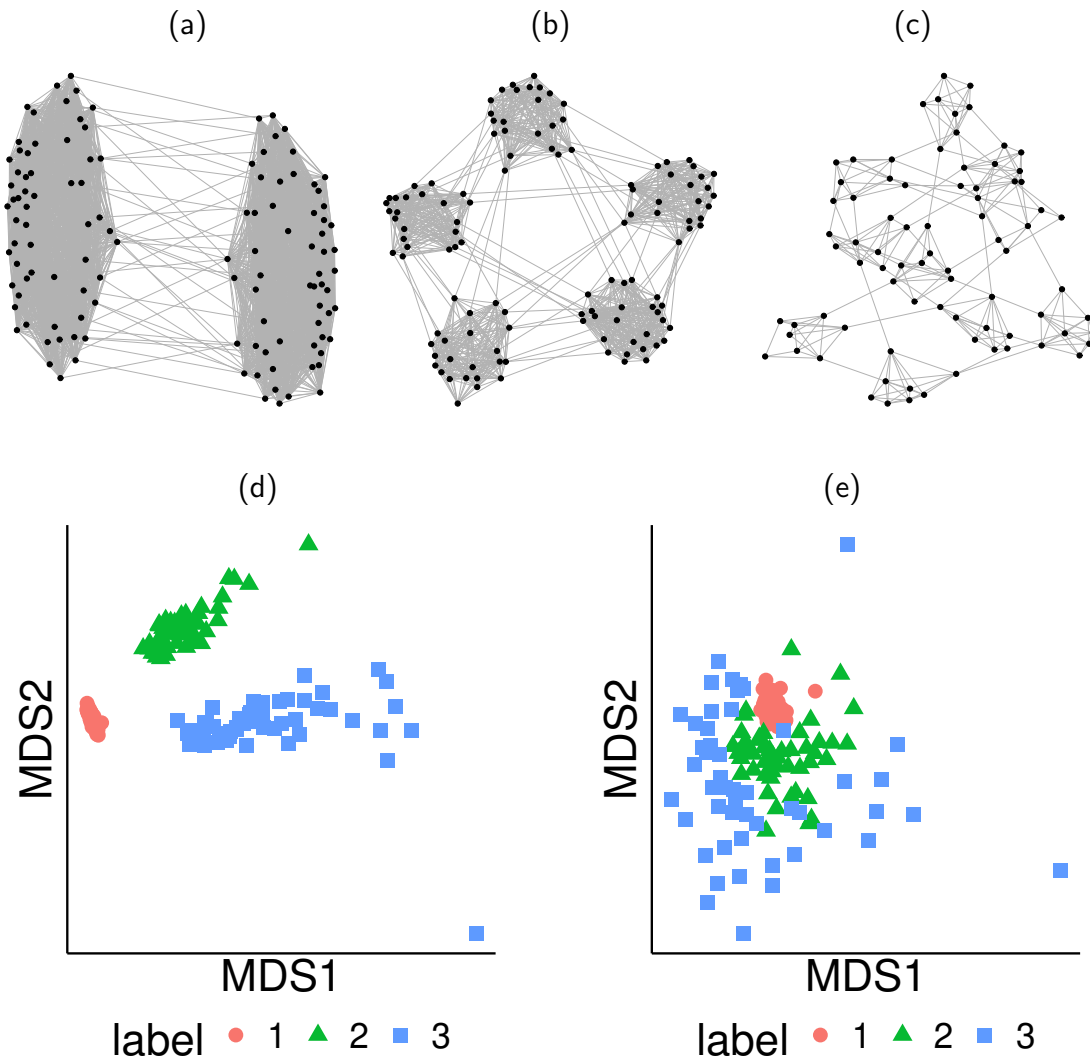 (a) (b) (c)
(d) (e)
MDS2 MDS2
MDS1 MDS1
label 1 2 3 label 1 2 3